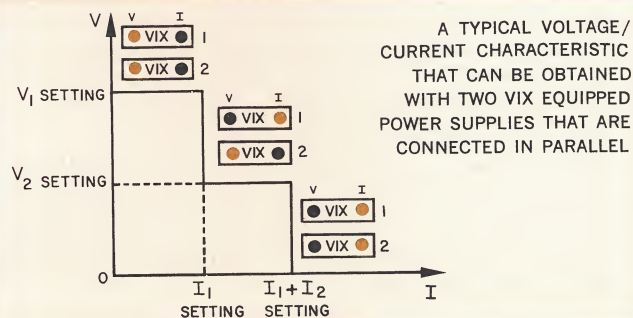 V
V I
VIX 1
VIX 2
V₁ SETTING
V I
VIX 1
VIX 2
V₂ SETTING
V I
VIX 1
VIX 2
0
I₁ SETTING
I₁ + I₂ SETTING
I
A TYPICAL VOLTAGE/
CURRENT CHARACTERISTIC
THAT CAN BE OBTAINED
WITH TWO VIX EQUIPPED
POWER SUPPLIES THAT ARE
CONNECTED IN PARALLEL